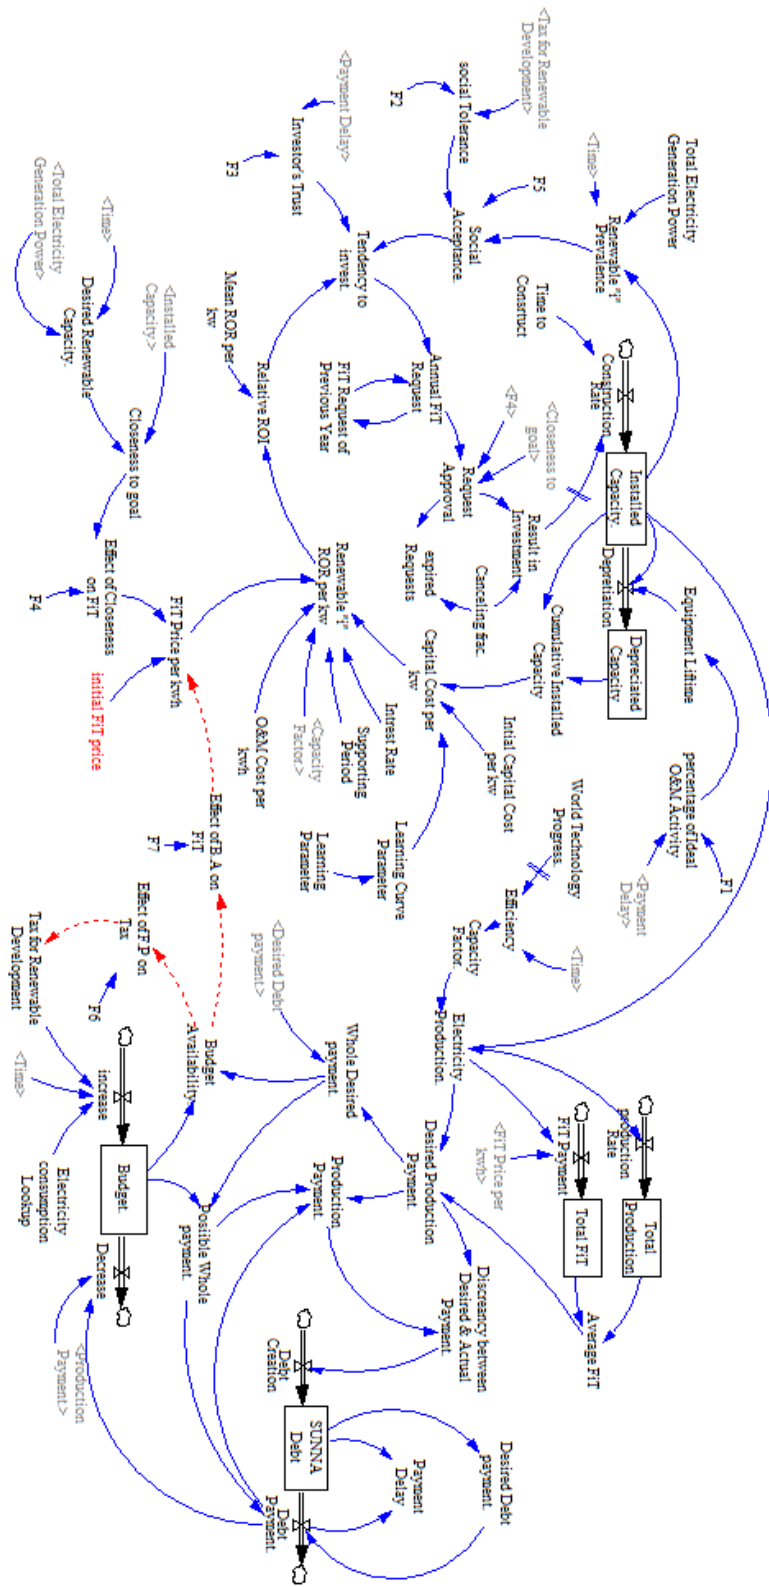 F1
percentage of Ideal
O&M Activity
<Payment
Delay>
Equipment Liftime
Total Electricity
Generation Power
<Time>
Renewable "i"
Prevalence
Time to
Construct
Construction
Rate
Installed
Capacity.
Depretiation
Depreciated
Capacity
production
Rate
Total
Production
FiT Payment
Total FiT
Average FiT
<FiT Price per
kwh>
World Technology
Progress.
Efficiency
<Time>
Capacity
Factor.
Electricity
Production.
<Tax for Renewable
Development>
F5
social Tolerance
F2
Social
Acceptance.
<Closeness to
goal>
<F4>
Result in
Investment
Request
Approval
Canceling frac.
expired
Requests
Cumulative Installed
Capacity
Intial Capital Cost
per kw
Capital Cost per
kw
Learning Curve
Parameter
Learning
Parameter
Desired Production
Payment.
Discreancy between
Desired & Actual
Payment.
Desired Debt
payment.
<Payment Delay>
Investor's Trust
F3
Tendency to
invest.
Annual FiT
Request
FiT Request of
Previous Year
Whole Desired
payment.
Production
Payment.
Payment
Delay
Debt
Creation
SUNNA
Debt
Debt
Payment.
<Desired Debt
payment.>
Mean ROR per
kw
Relative ROI
Renewable "i"
ROR per kw
Intrest Rate
Supporting
Period
<Capacity
Factor.>
O&M Cost per
kwh
<Installed
Capacity.>
<Time>
Desired Renewable
Capacity.
<Total Electricity
Generation Power>
Closeness to goal
Effect of Closeness
on FiT
F4
FiT Price per kwh
initial FiT price
Effect of B.A on
FiT
F7
Budget
Availability
Posiible Whole
payment.
Effect of F.P on
Tax
F6
Tax for Renewable
Development
<Time>
increase
Budget.
Decrease
Electricity
consumption
Lookup
<Production
Payment.>